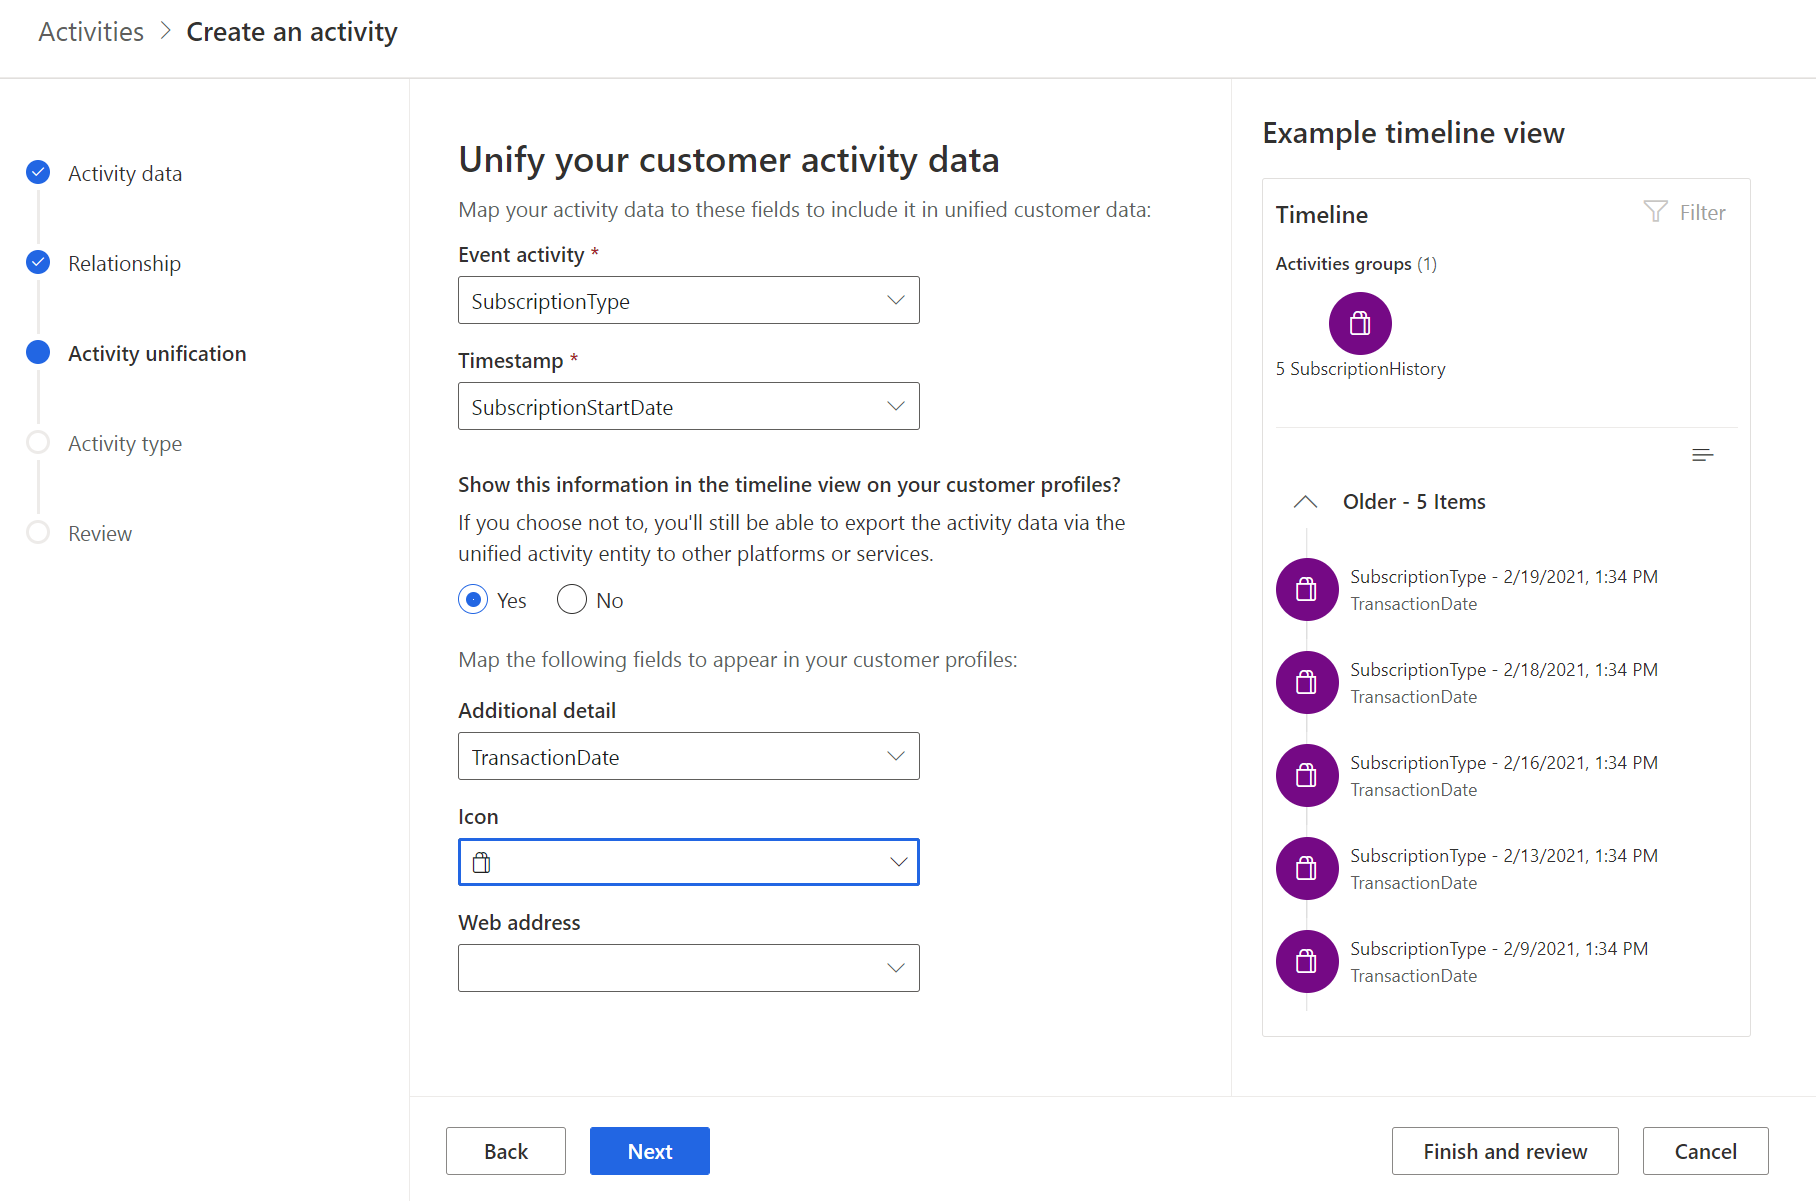 Activities > Create an activity
Activity data
Relationship
Activity unification
Activity type
Review
Unify your customer activity data
Map your activity data to these fields to include it in unified customer data:
Event activity *
SubscriptionType
Timestamp *
SubscriptionStartDate
Show this information in the timeline view on your customer profiles?
If you choose not to, you'll still be able to export the activity data via the
unified activity entity to other platforms or services.
Yes No
Map the following fields to appear in your customer profiles:
Additional detail
TransactionDate
Icon
Web address
Example timeline view
Timeline Filter
Activities groups (1)
5 SubscriptionHistory
Older - 5 Items
SubscriptionType - 2/19/2021, 1:34 PM
TransactionDate
SubscriptionType - 2/18/2021, 1:34 PM
TransactionDate
SubscriptionType - 2/16/2021, 1:34 PM
TransactionDate
SubscriptionType - 2/13/2021, 1:34 PM
TransactionDate
SubscriptionType - 2/9/2021, 1:34 PM
TransactionDate
Back Next Finish and review Cancel